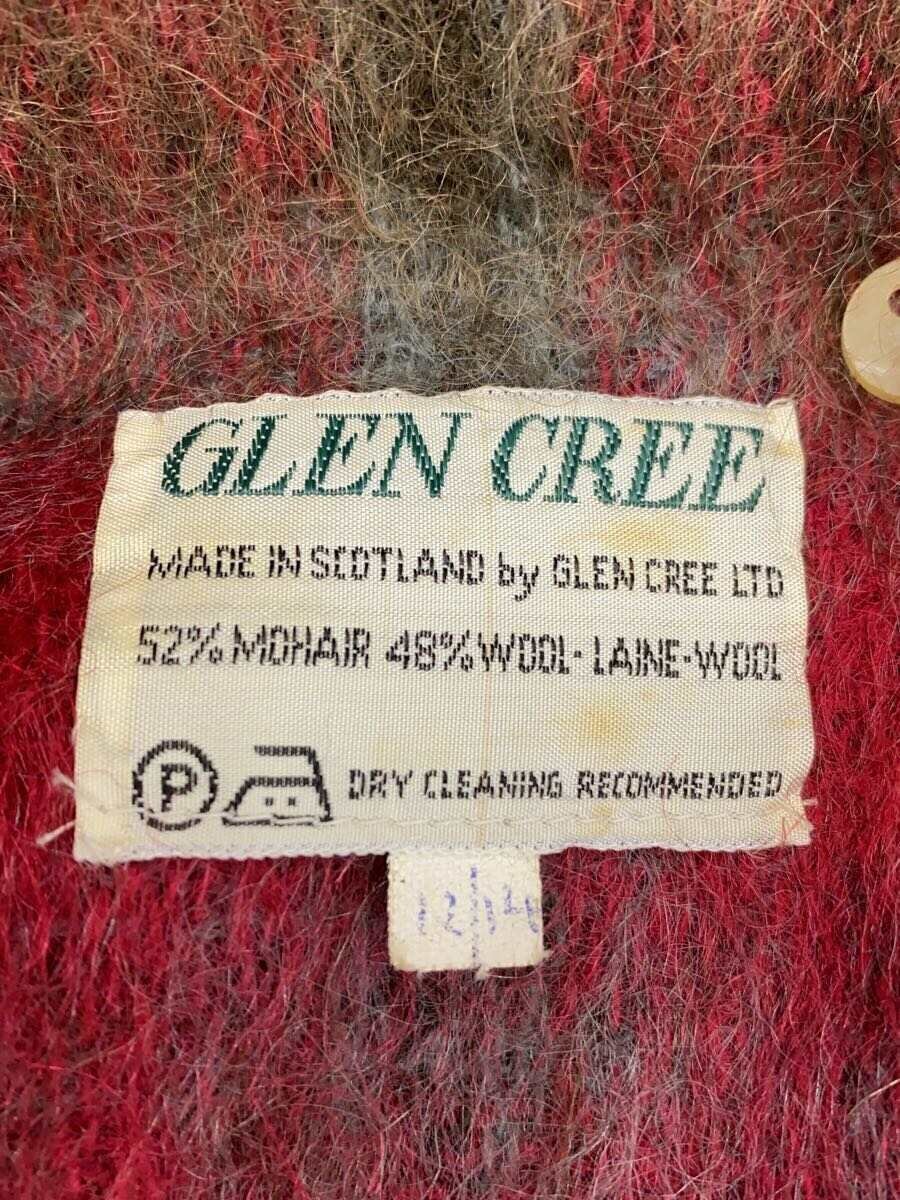 GLEN CREE
MADE IN SCOTLAND by GLEN CREE LTD
52% MOHAIR 48% WOOL · LAINE · WOOL
P DRY CLEANING RECOMMENDED